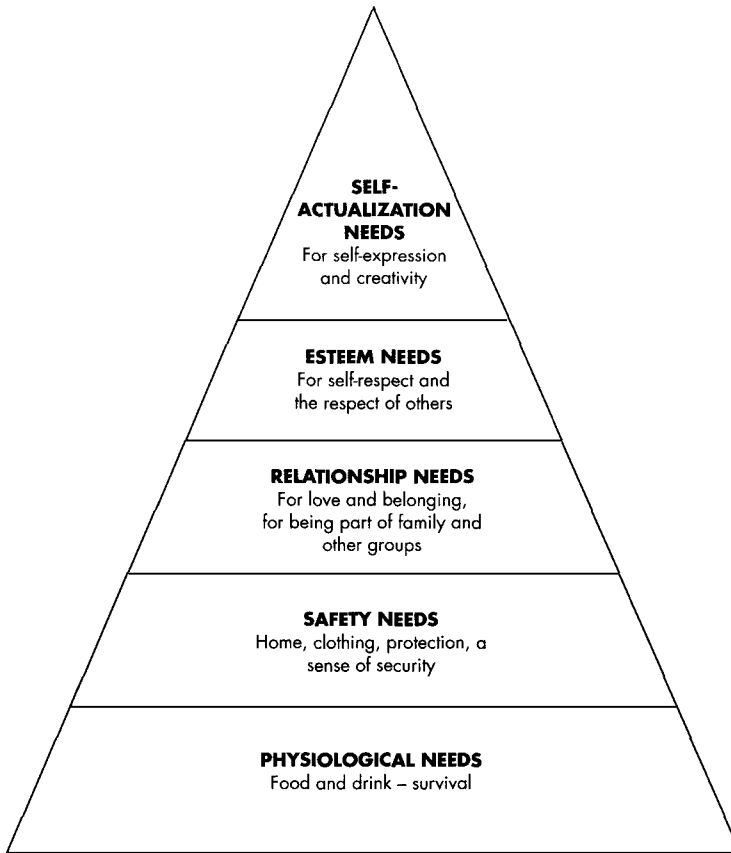 SELF-
ACTUALIZATION
NEEDS
For self-expression
and creativity
ESTEEM NEEDS
For self-respect and
the respect of others
RELATIONSHIP NEEDS
For love and belonging,
for being part of family and
other groups
SAFETY NEEDS
Home, clothing, protection, a
sense of security
PHYSIOLOGICAL NEEDS
Food and drink – survival